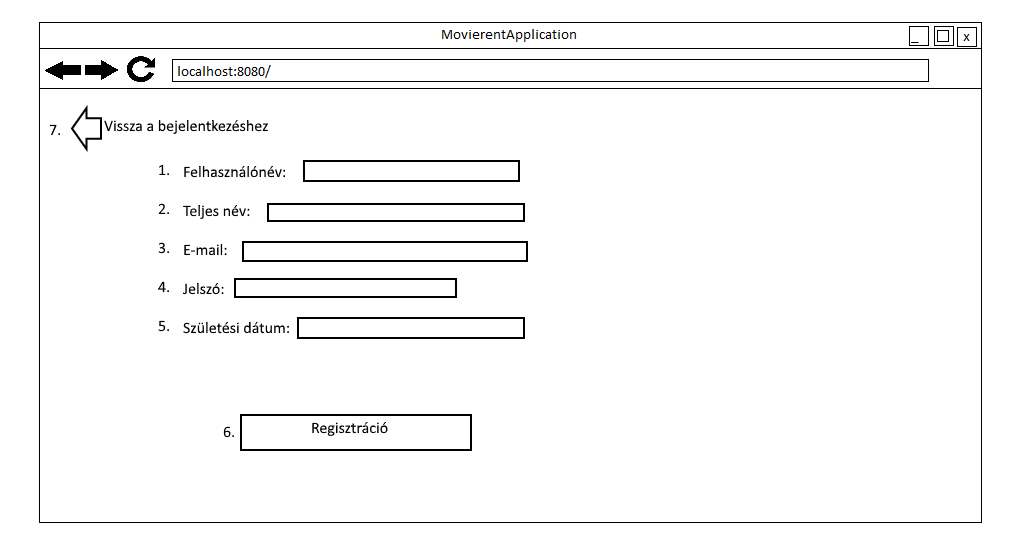 MovierentApplication
_ x
localhost:8080/
7. Vissza a bejelentkezéshez
1. Felhasználónév:
2. Teljes név:
3. E-mail:
4. Jelszó:
5. Születési dátum:
6. Regisztráció